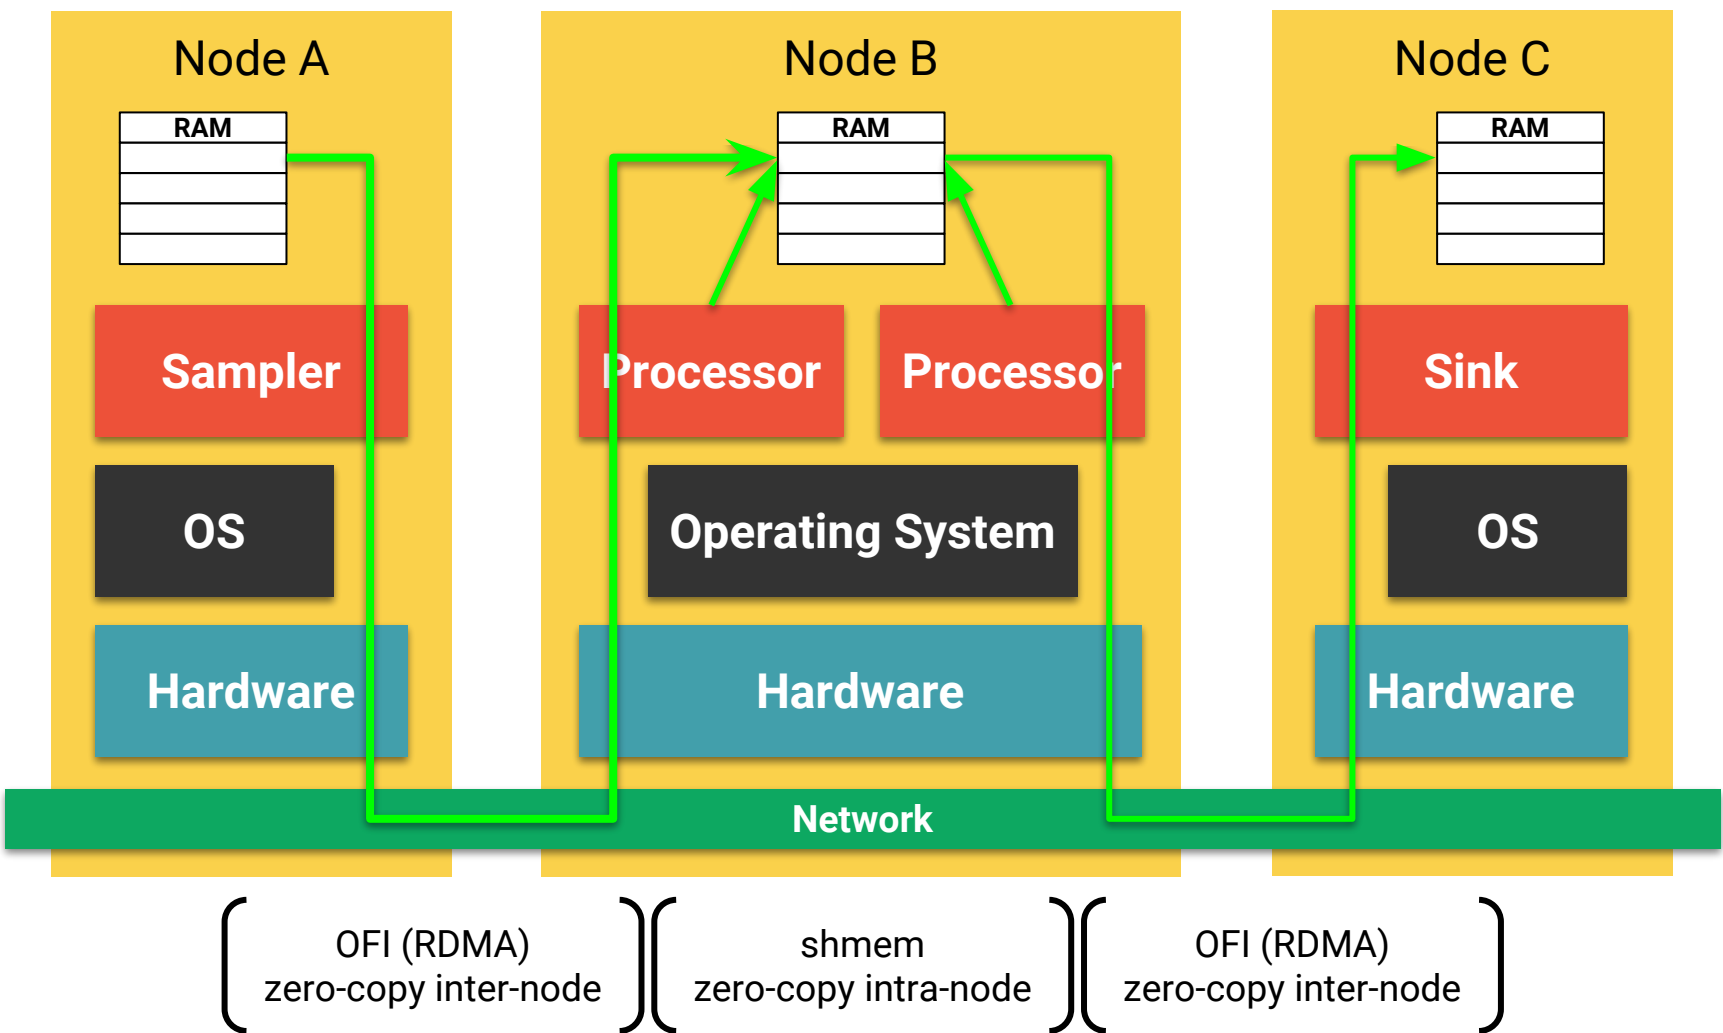 Node A
Node B
Node C
RAM
RAM
RAM
Sampler
Processor
Processor
Sink
OS
Operating System
OS
Hardware
Hardware
Hardware
Network
OFI (RDMA)
zero-copy inter-node
shmem
zero-copy intra-node
OFI (RDMA)
zero-copy inter-node